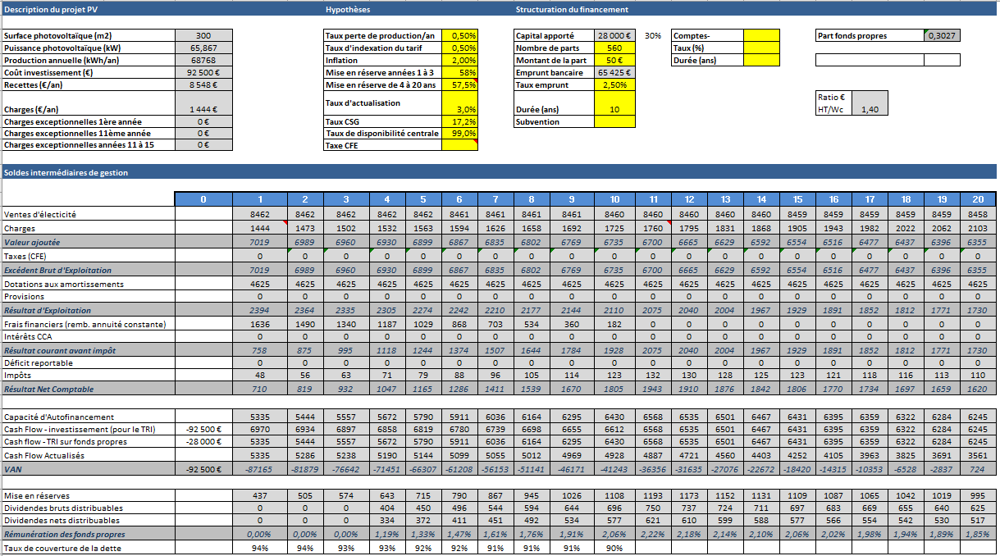 Description du projet PV Hypothèses Structuration du financement
Surface photovoltaïque (m2) 300 Taux perte de production/an 0,50% Capital apporté 28 000 € 30% Comptes- Part fonds propres 0,3027
Puissance photovoltaïque (kW) 65,867 Taux d'indexation du tarif 0,50% Nombre de parts 560 Taux (%)
Production annuelle (kWh/an) 68768 Inflation 2,00% Montant de la part 50 € Durée (ans)
Coût investissement (€) 92 500 € Mise en réserve années 1 à 3 58% Emprunt bancaire 65 425 €
Recettes (€/an) 8 548 € Mise en réserve de 4 à 20 ans 57,5% Taux emprunt 2,50%
Ratio €
Taux d'actualisation
Charges (€/an) 1 444 € 3,0% Durée (ans) 10 HT/Wc 1,40
Charges exceptionnelles 1ère année 0 € Taux CSG 17,2% Subvention
Charges exceptionnelles 11ème année 0 € Taux de disponibilité centrale 99,0%
Charges exceptionnelles années 11 à 15 0 € Taxe CFE
Soldes intermédiaires de gestion
0 1 2 3 4 5 6 7 8 9 10 11 12 13 14 15 16 17 18 19 20
Ventes d'électicité 8462 8462 8462 8462 8462 8461 8461 8461 8461 8460 8460 8460 8460 8460 8459 8459 8459 8459 8459 8458
Charges 1444 1473 1502 1532 1563 1594 1626 1658 1692 1725 1760 1795 1831 1868 1905 1943 1982 2022 2062 2103
Valeur ajoutée 7019 6989 6960 6930 6899 6867 6835 6802 6769 6735 6700 6665 6629 6592 6554 6516 6477 6437 6396 6355
Taxes (CFE) 0 0 0 0 0 0 0 0 0 0 0 0 0 0 0 0 0 0 0 0
Excédent Brut d'Exploitation 7019 6989 6960 6930 6899 6867 6835 6802 6769 6735 6700 6665 6629 6592 6554 6516 6477 6437 6396 6355
Dotations aux amortissements 4625 4625 4625 4625 4625 4625 4625 4625 4625 4625 4625 4625 4625 4625 4625 4625 4625 4625 4625 4625
Provisions 0 0 0 0 0 0 0 0 0 0 0 0 0 0 0 0 0 0 0 0
Résultat d'Exploitation 2394 2364 2335 2305 2274 2242 2210 2177 2144 2110 2075 2040 2004 1967 1929 1891 1852 1812 1771 1730
Frais financiers (remb. annuité constante) 1636 1490 1340 1187 1029 868 703 534 360 182 0 0 0 0 0 0 0 0 0 0
Intérêts CCA 0 0 0 0 0 0 0 0 0 0 0 0 0 0 0 0 0 0 0 0
Résultat courant avant impôt 758 875 995 1118 1244 1374 1507 1644 1784 1928 2075 2040 2004 1967 1929 1891 1852 1812 1771 1730
Déficit reportable 0 0 0 0 0 0 0 0 0 0 0 0 0 0 0 0 0 0 0 0
Impôts 48 56 63 71 79 88 96 105 114 123 132 130 128 125 123 121 118 116 113 110
Résultat Net Comptable 710 819 932 1047 1165 1286 1411 1539 1670 1805 1943 1910 1876 1842 1806 1770 1734 1697 1659 1620
Capacité d'Autofinancement 5335 5444 5557 5672 5790 5911 6036 6164 6295 6430 6568 6535 6501 6467 6431 6395 6359 6322 6284 6245
Cash Flow - investissement (pour le TRI) -92 500 € 6970 6934 6897 6858 6819 6780 6739 6698 6655 6612 6568 6535 6501 6467 6431 6395 6359 6322 6284 6245
Cash flow - TRI sur fonds propres -28 000 € 5335 5444 5557 5672 5790 5911 6036 6164 6295 6430 6568 6535 6501 6467 6431 6395 6359 6322 6284 6245
Cash Flow Actualisés 5335 5286 5238 5190 5144 5099 5055 5012 4969 4928 4887 4721 4560 4403 4252 4105 3963 3825 3691 3561
VAN -92 500 € -87165 -81879 -76642 -71451 -66307 -61208 -56153 -51141 -46171 -41243 -36356 -31635 -27076 -22672 -18420 -14315 -10353 -6528 -2837 724
Mise en réserves 437 505 574 643 715 790 867 945 1026 1108 1193 1173 1152 1131 1109 1087 1065 1042 1019 995
Dividendes bruts distribuables 0 0 0 404 450 496 544 594 644 696 750 737 724 711 697 683 669 655 640 625
Dividendes nets distribuables 0 0 0 334 372 411 451 492 534 577 621 610 599 588 577 566 554 542 530 517
Rémunération des fonds propres 0,00% 0,00% 0,00% 1,19% 1,33% 1,47% 1,61% 1,76% 1,91% 2,06% 2,22% 2,18% 2,14% 2,10% 2,06% 2,02% 1,98% 1,94% 1,89% 1,85%
Taux de couverture de la dette 94% 94% 93% 93% 92% 92% 91% 91% 91% 90%